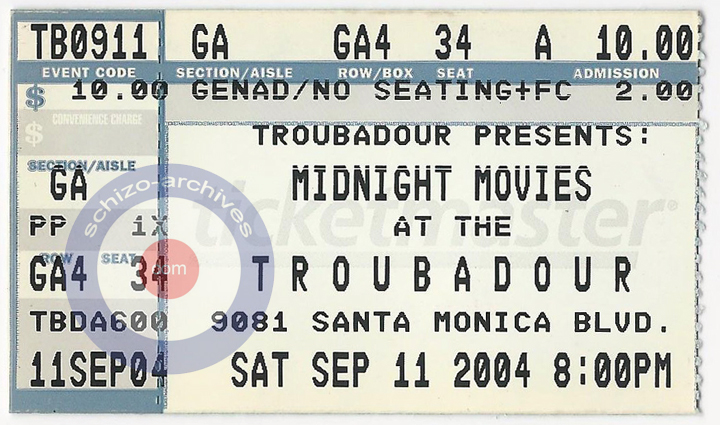 TB0911 GA GA4 34 A 10.00
EVENT CODE SECTION/AISLE ROW/BOX SEAT ADMISSION
$ 10.00 GENAD/NO SEATING+FC 2.00
$ CONVENIENCE CHARGE
TROUBADOUR PRESENTS:
SECTION/AISLE
GA MIDNIGHT MOVIES
ticketmaster®
PP 1X AT THE
ROW SEAT
GA4 34 TROUBADOUR
schizo-archives
.com
TBDA600 9081 SANTA MONICA BLVD.
11SEP04 SAT SEP 11 2004 8:00PM